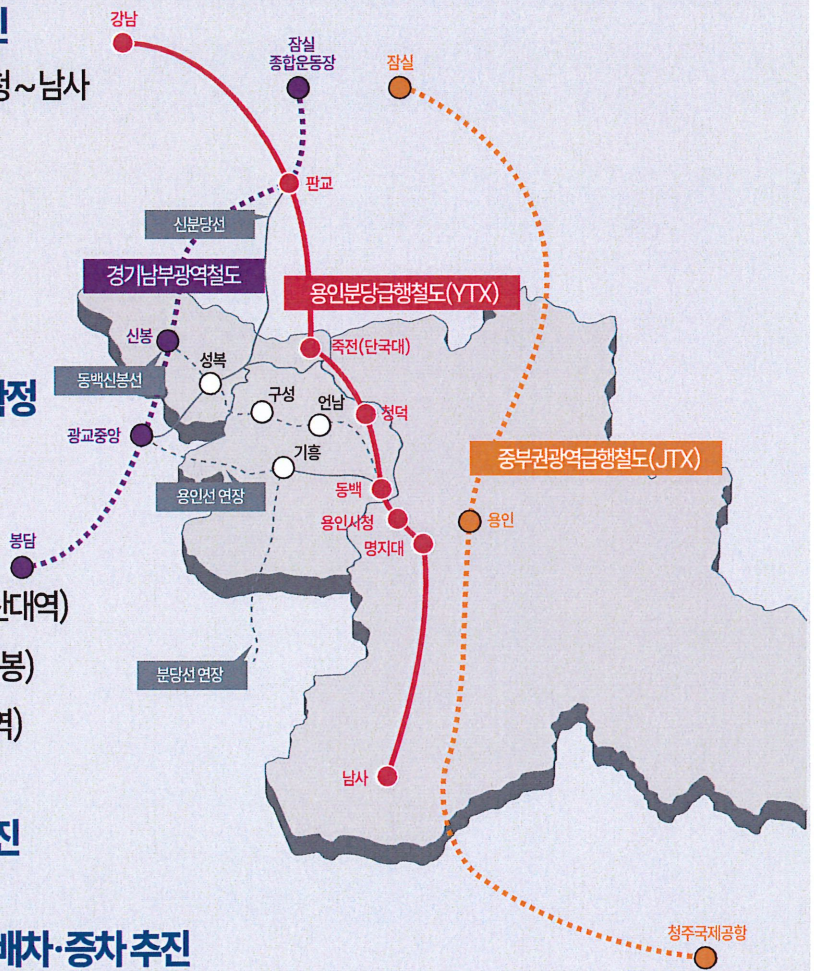 강남
잠실
종합운동장
잠실
청~남사
판교
신분당선
경기남부광역철도
용인분당급행철도(YTX)
신봉
성복
죽전(단국대)
동백신봉선
구성
언남
청덕
확정
광교중앙
기흥
중부권광역급행철도(JTX)
동백
용인선 연장
용인시청
용인
명지대
봉담
산대역)
봉)
분당선 연장
역)
남사
진
청주국제공항
배차·증차 추진